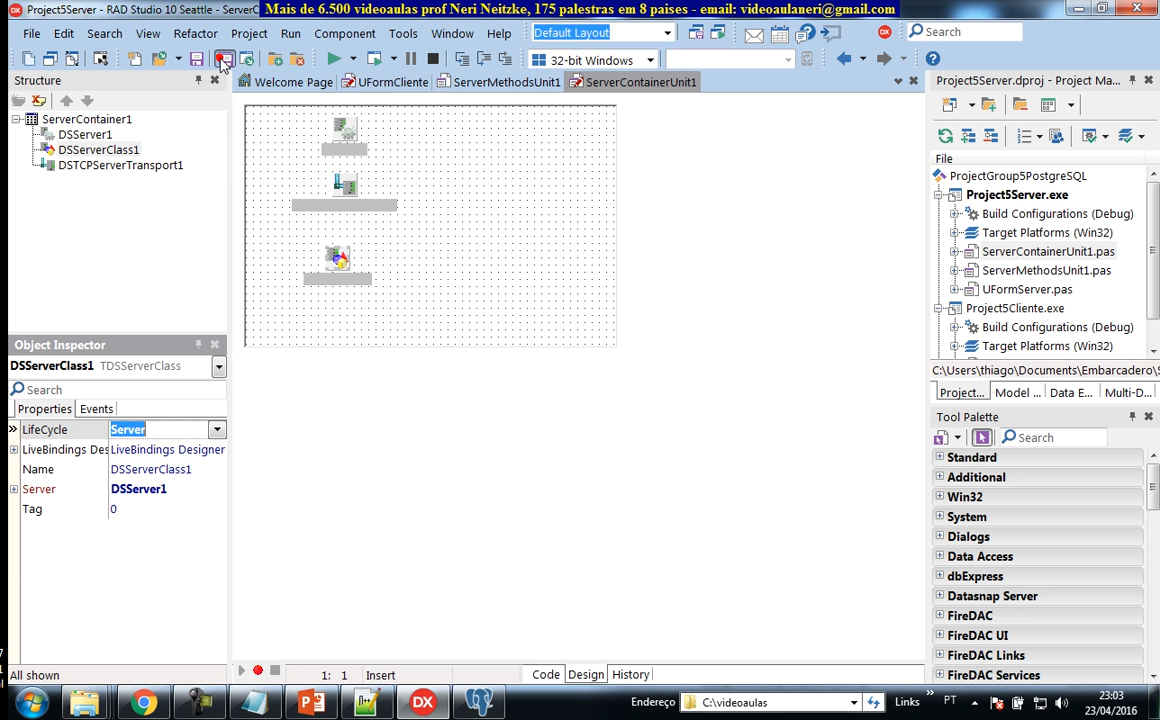 Project5Server - RAD Studio 10 Seattle - ServerC
Mais de 6.500 videoaulas prof Neri Neitzke, 175 palestras em 8 paises - email: videoaulaneri@gmail.com
File Edit Search View Refactor Project Run Component Tools Window Help
Default Layout
Search
32-bit Windows
Structure
Welcome Page UFormCliente ServerMethodsUnit1 ServerContainerUnit1
Project5Server.dproj - Project Ma...
ServerContainer1
DSServer1
DSServerClass1
DSTCPServerTransport1
File
ProjectGroup5PostgreSQL
Project5Server.exe
Build Configurations (Debug)
Target Platforms (Win32)
ServerContainerUnit1.pas
ServerMethodsUnit1.pas
UFormServer.pas
Project5Cliente.exe
Build Configurations (Debug)
Target Platforms (Win32)
C:\Users\thiago\Documents\Embarcadero\S
Project... Model ... Data E... Multi-D...
Object Inspector
DSServerClass1 TDSServerClass
Search
Properties Events
LifeCycle Server
LiveBindings Des LiveBindings Designer
Name DSServerClass1
Server DSServer1
Tag 0
Tool Palette
Search
Standard
Additional
Win32
System
Dialogs
Data Access
dbExpress
Datasnap Server
FireDAC
FireDAC UI
FireDAC Links
FireDAC Services
All shown
1: 1 Insert
Code Design History
Endereço C:\videoaulas
Links
PT
23:03
23/04/2016